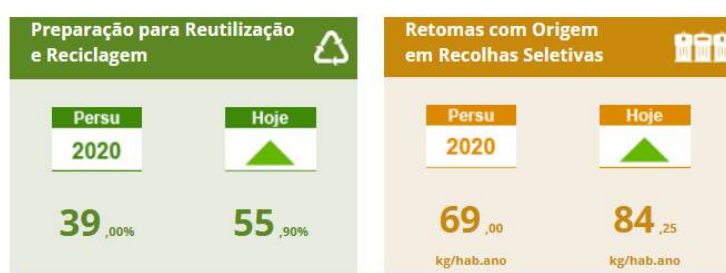 Preparação para Reutilização
e Reciclagem
Persu
2020
Hoje
39,00%
55,90%
Retomas com Origem
em Recolhas Seletivas
Persu
2020
Hoje
69,00
kg/hab.ano
84,25
kg/hab.ano